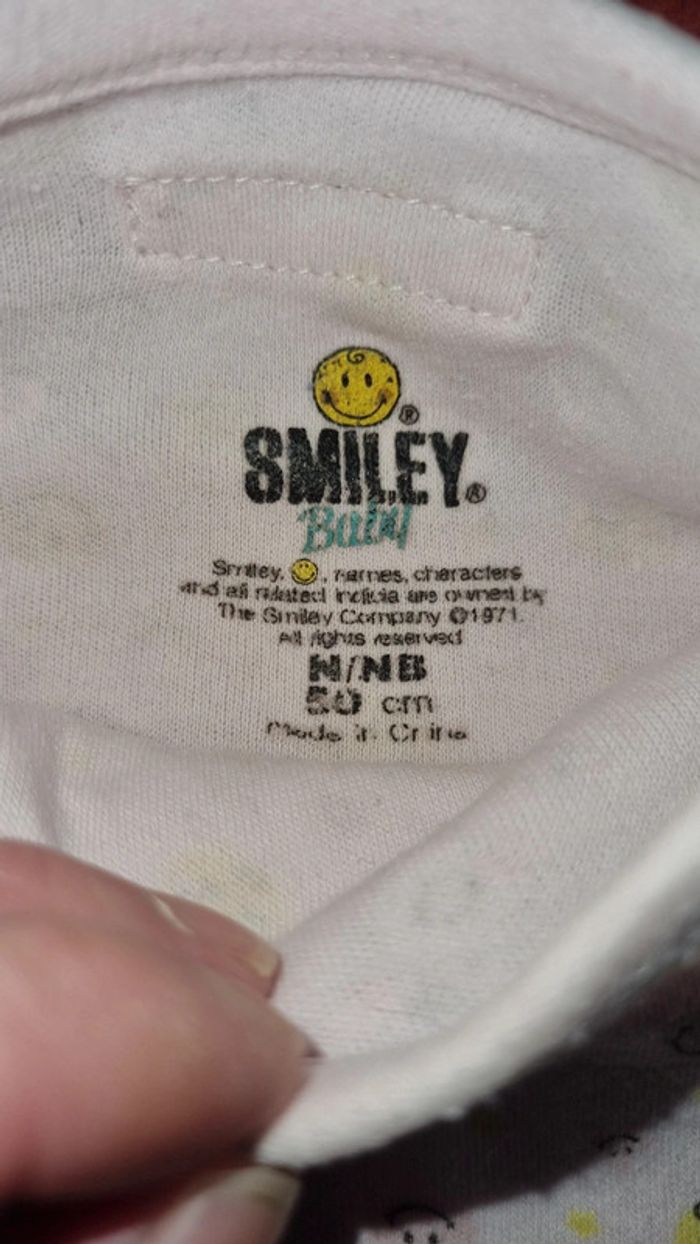 ®
SMILEY®
Baby
Smiley, , names, characters
and all related indicia are owned by
The Smiley Company ©1971.
All rights reserved
N/NB
50 cm
Made in China